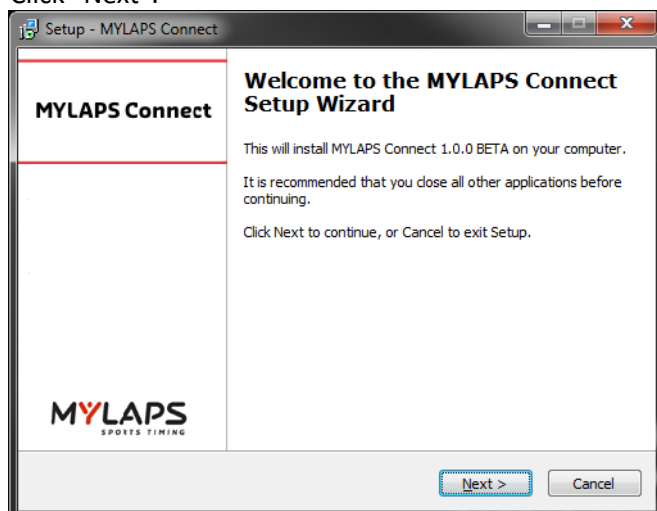 Click "Next".
Setup - MYLAPS Connect
MYLAPS Connect
Welcome to the MYLAPS Connect
Setup Wizard
This will install MYLAPS Connect 1.0.0 BETA on your computer.
It is recommended that you close all other applications before
continuing.
Click Next to continue, or Cancel to exit Setup.
MYLAPS
SPORTS TIMING
Next >
Cancel